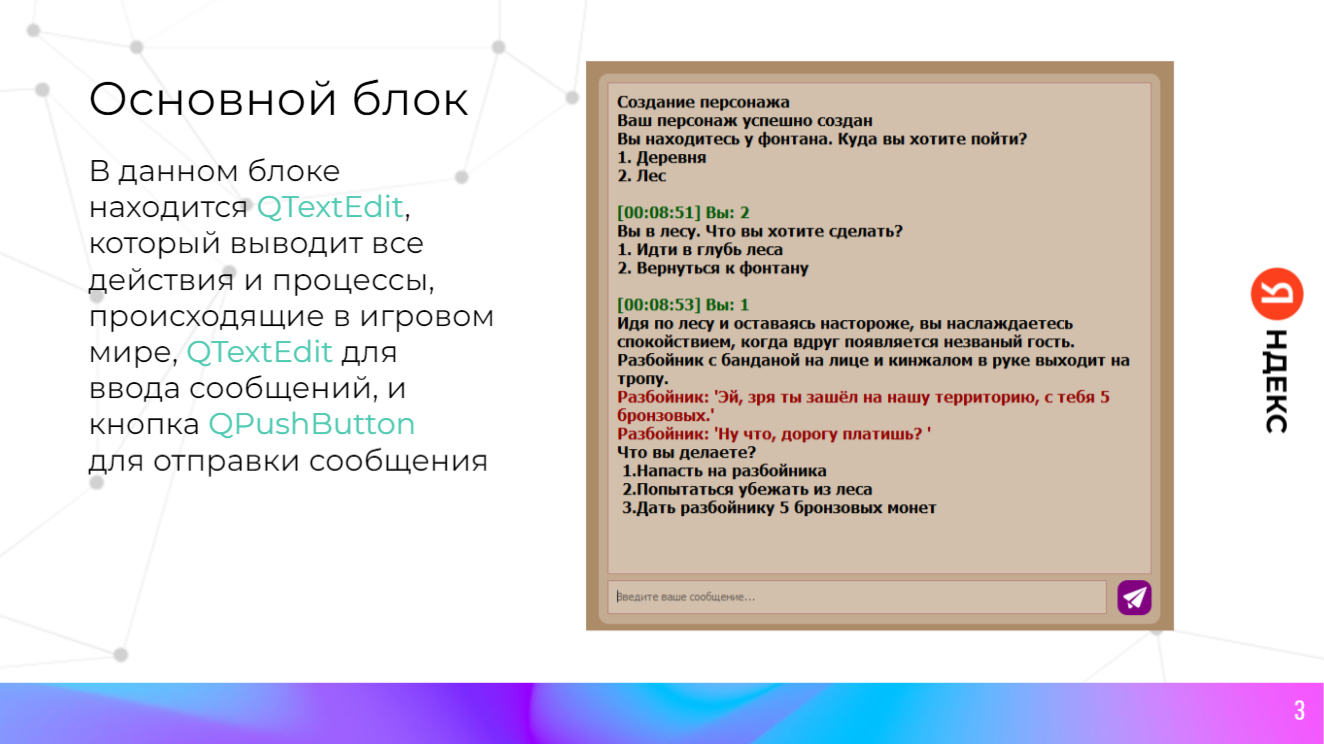 Основной блок
В данном блоке
находится QTextEdit,
который выводит все
действия и процессы,
происходящие в игровом
мире, QTextEdit для
ввода сообщений, и
кнопка QPushButton
для отправки сообщения
Создание персонажа
Ваш персонаж успешно создан
Вы находитесь у фонтана. Куда вы хотите пойти?
1. Деревня
2. Лес
[00:08:51] Вы: 2
Вы в лесу. Что вы хотите сделать?
1. Идти в глубь леса
2. Вернуться к фонтану
[00:08:53] Вы: 1
Идя по лесу и оставаясь настороже, вы наслаждаетесь
спокойствием, когда вдруг появляется незваный гость.
Разбойник с банданой на лице и кинжалом в руке выходит на
тропу.
Разбойник: 'Эй, зря ты зашёл на нашу территорию, с тебя 5
бронзовых.'
Разбойник: 'Ну что, дорогу платишь? '
Что вы делаете?
1.Напасть на разбойника
2.Попытаться убежать из леса
3.Дать разбойнику 5 бронзовых монет
Введите ваше сообщение...
Яндекс
3